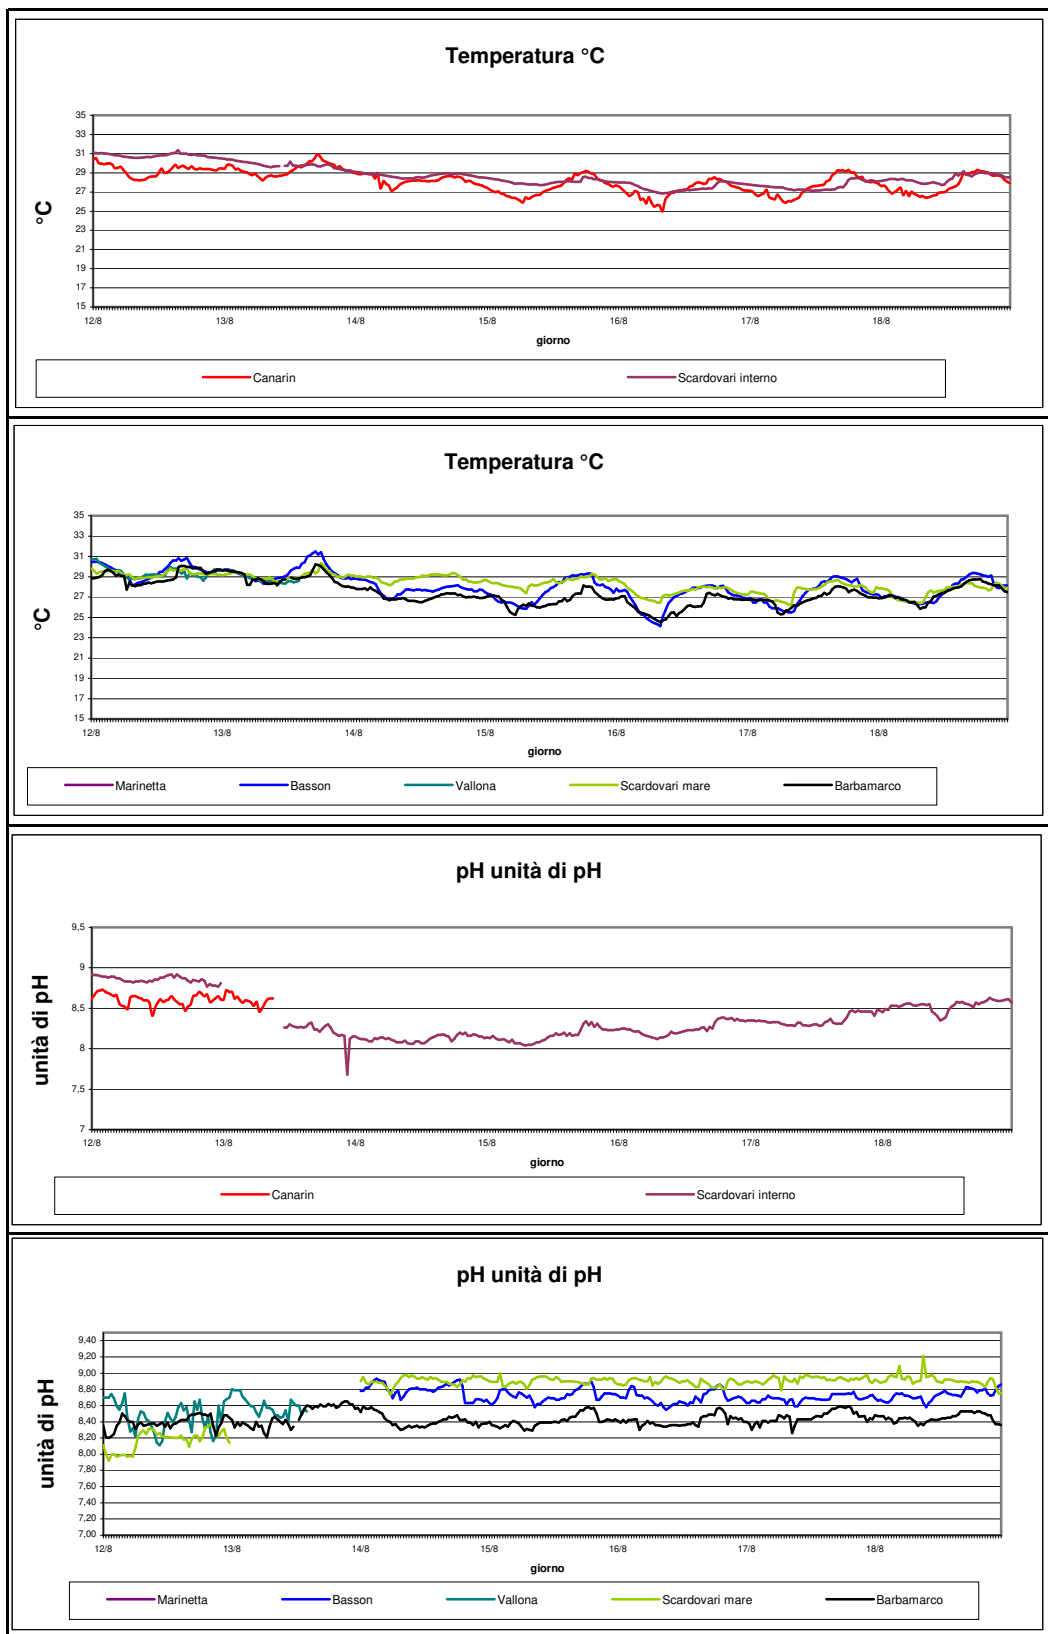 Temperatura °C
35
33
31
29
27
25
23
21
19
17
15
°C
12/8 13/8 14/8 15/8 16/8 17/8 18/8
giorno
Canarin Scardovari interno
Temperatura °C
35
33
31
29
27
25
23
21
19
17
15
°C
12/8 13/8 14/8 15/8 16/8 17/8 18/8
giorno
Marinetta Basson Vallona Scardovari mare Barbamarco
pH unità di pH
9,5
9
8,5
8
7,5
7
unità di pH
12/8 13/8 14/8 15/8 16/8 17/8 18/8
giorno
Canarin Scardovari interno
pH unità di pH
9,40
9,20
9,00
8,80
8,60
8,40
8,20
8,00
7,80
7,60
7,40
7,20
7,00
unità di pH
12/8 13/8 14/8 15/8 16/8 17/8 18/8
giorno
Marinetta Basson Vallona Scardovari mare Barbamarco